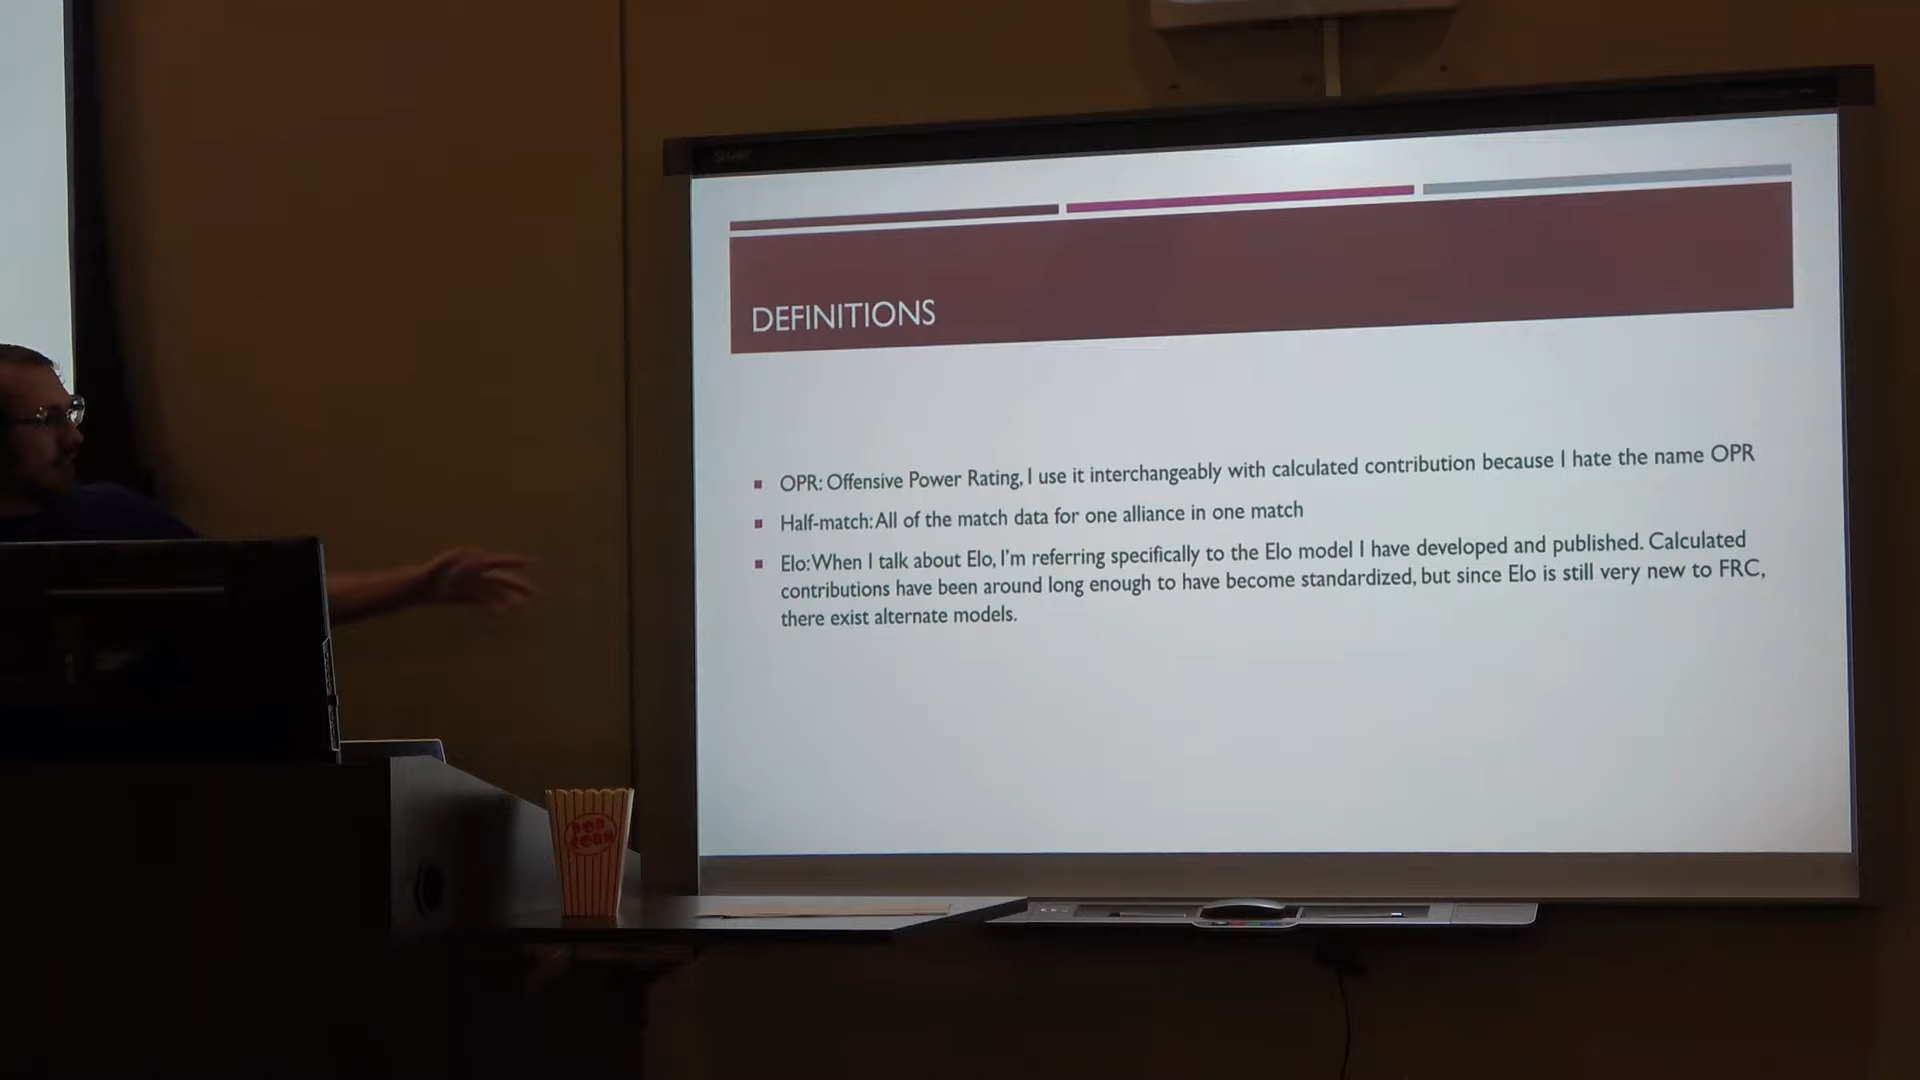 SMART
DEFINITIONS
OPR: Offensive Power Rating, I use it interchangeably with calculated contribution because I hate the name OPR
Half-match: All of the match data for one alliance in one match
Elo: When I talk about Elo, I'm referring specifically to the Elo model I have developed and published. Calculated
contributions have been around long enough to have become standardized, but since Elo is still very new to FRC,
there exist alternate models.
POP
CORN